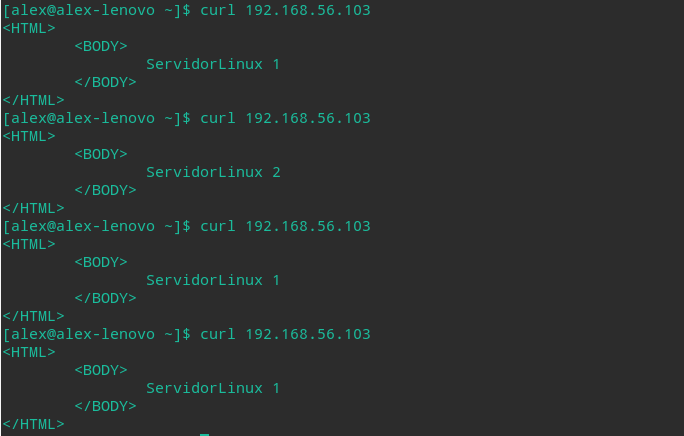 [alex@alex-lenovo ~]$ curl 192.168.56.103
<HTML>
        <BODY>
                ServidorLinux 1
        </BODY>
</HTML>
[alex@alex-lenovo ~]$ curl 192.168.56.103
<HTML>
        <BODY>
                ServidorLinux 2
        </BODY>
</HTML>
[alex@alex-lenovo ~]$ curl 192.168.56.103
<HTML>
        <BODY>
                ServidorLinux 1
        </BODY>
</HTML>
[alex@alex-lenovo ~]$ curl 192.168.56.103
<HTML>
        <BODY>
                ServidorLinux 1
        </BODY>
</HTML>